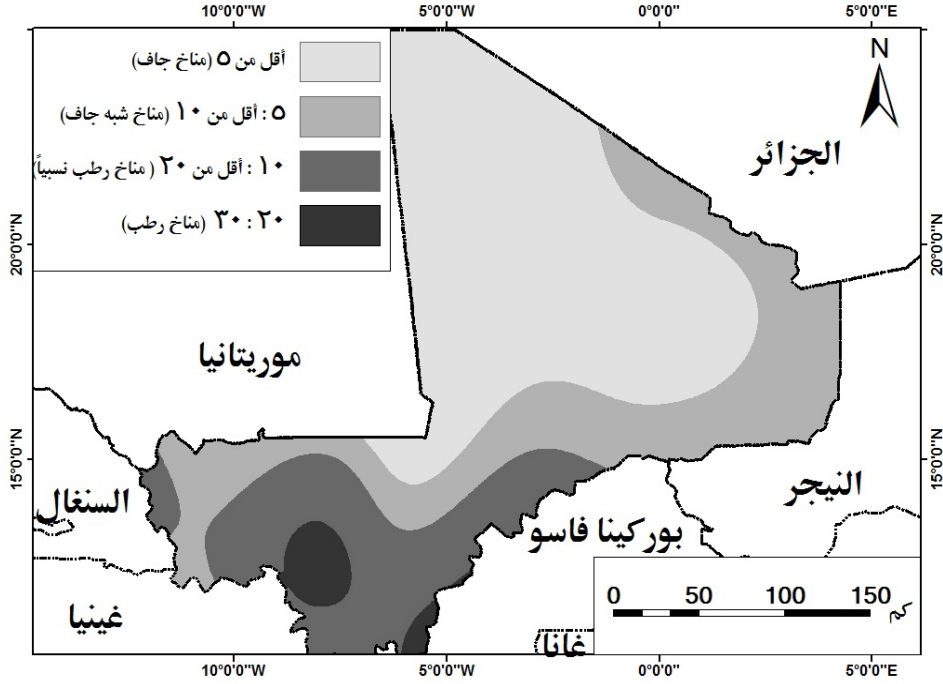 10°0'0"W 5°0'0"W 0°0'0" 5°0'0"E
أقل من ٥ (مناخ جاف)
٥ : أقل من ١٠ (مناخ شبه جاف)
١٠ : أقل من ٢٠ ( مناخ رطب نسبياً)
٢٠ : ٣٠ (مناخ رطب)
N
الجزائر
20°0'0"N 20°0'0"N
موريتانيا
15°0'0"N 15°0'0"N
السنغال
النيجر
بوركينا فاسو
غينيا
غانا
0 50 100 150
كم
10°0'0"W 5°0'0"W 0°0'0" 5°0'0"E